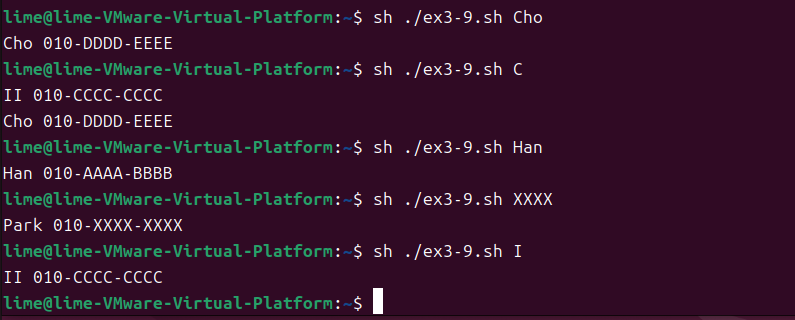 lime@lime-VMware-Virtual-Platform:~$ sh ./ex3-9.sh Cho
Cho 010-DDDD-EEEE
lime@lime-VMware-Virtual-Platform:~$ sh ./ex3-9.sh C
II 010-CCCC-CCCC
Cho 010-DDDD-EEEE
lime@lime-VMware-Virtual-Platform:~$ sh ./ex3-9.sh Han
Han 010-AAAA-BBBB
lime@lime-VMware-Virtual-Platform:~$ sh ./ex3-9.sh XXXX
Park 010-XXXX-XXXX
lime@lime-VMware-Virtual-Platform:~$ sh ./ex3-9.sh I
II 010-CCCC-CCCC
lime@lime-VMware-Virtual-Platform:~$